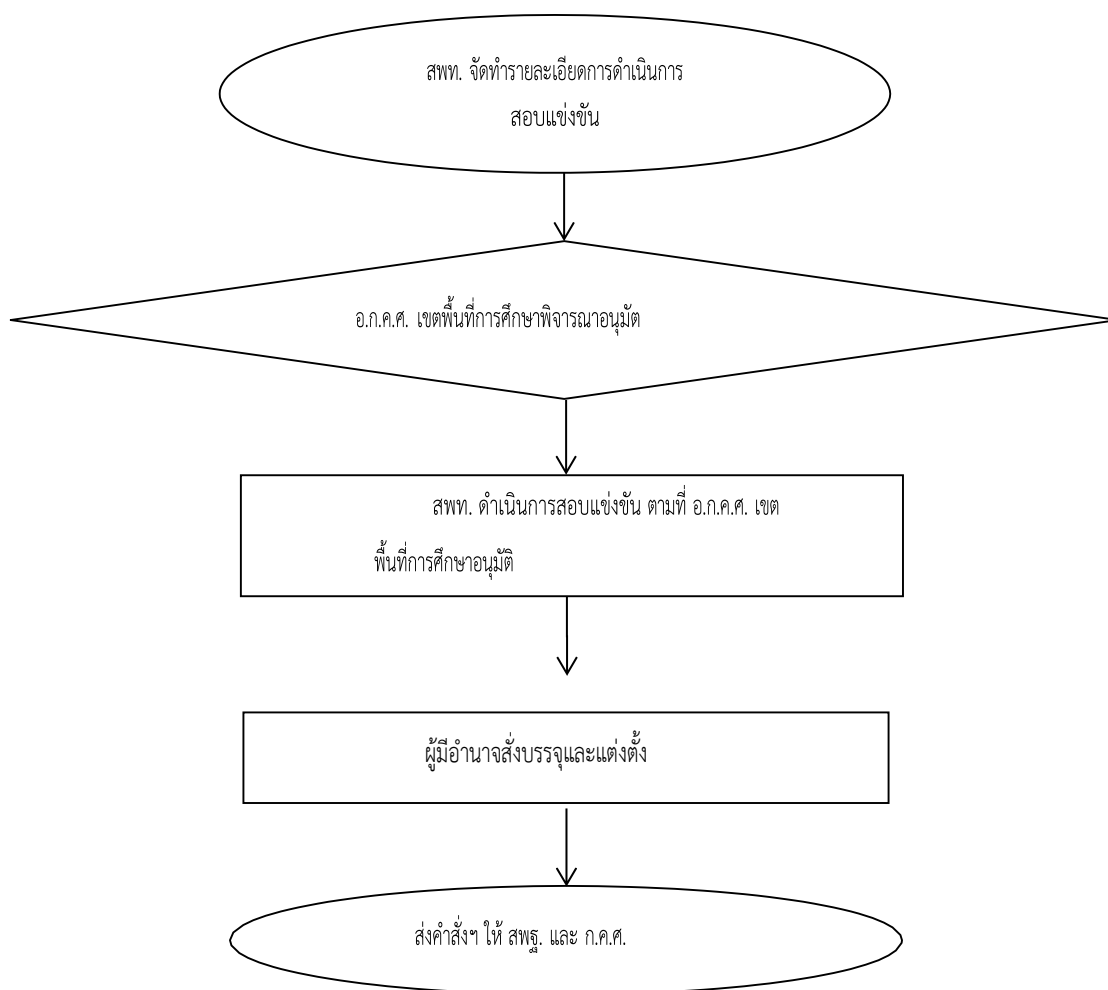 สพท. จัดทำรายละเอียดการดำเนินการ
สอบแข่งขัน
อ.ก.ค.ศ. เขตพื้นที่การศึกษาพิจารณาอนุมัต
สพท. ดำเนินการสอบแข่งขัน ตามที่ อ.ก.ค.ศ. เขต
พื้นที่การศึกษาอนุมัติ
ผู้มีอำนาจสั่งบรรจุและแต่งตั้ง
ส่งคำสั่งฯ ให้ สพฐ. และ ก.ค.ศ.